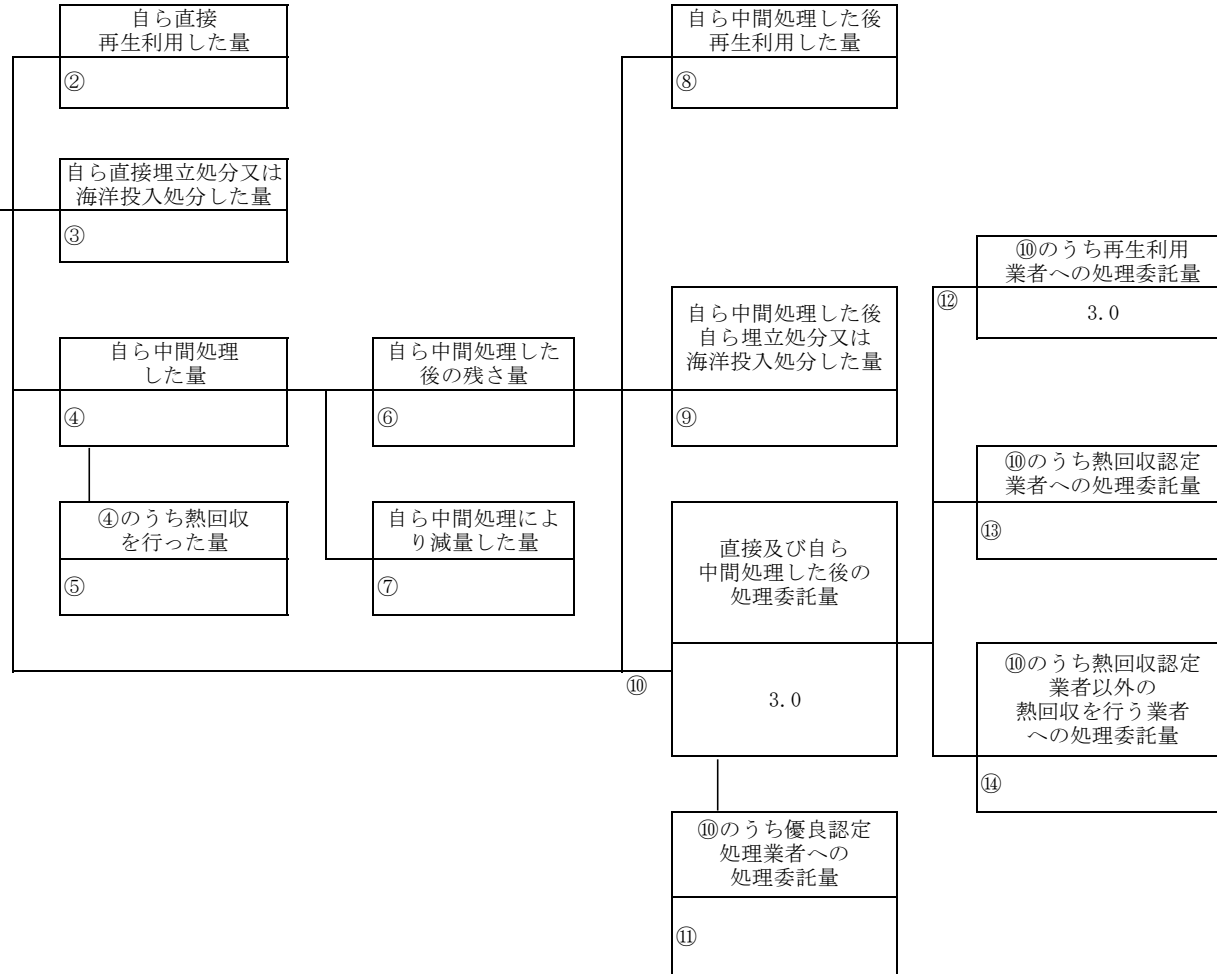 自ら直接
再生利用した量
②
自ら直接埋立処分又は
海洋投入処分した量
③
自ら中間処理
した量
④
④のうち熱回収
を行った量
⑤
自ら中間処理した
後の残さ量
⑥
自ら中間処理によ
り減量した量
⑦
自ら中間処理した後
再生利用した量
⑧
自ら中間処理した後
自ら埋立処分又は
海洋投入処分した量
⑨
直接及び自ら
中間処理した後の
処理委託量
⑩
3.0
⑩のうち優良認定
処理業者への
処理委託量
⑪
⑩のうち再生利用
業者への処理委託量
⑫
3.0
⑩のうち熱回収認定
業者への処理委託量
⑬
⑩のうち熱回収認定
業者以外の
熱回収を行う業者
への処理委託量
⑭